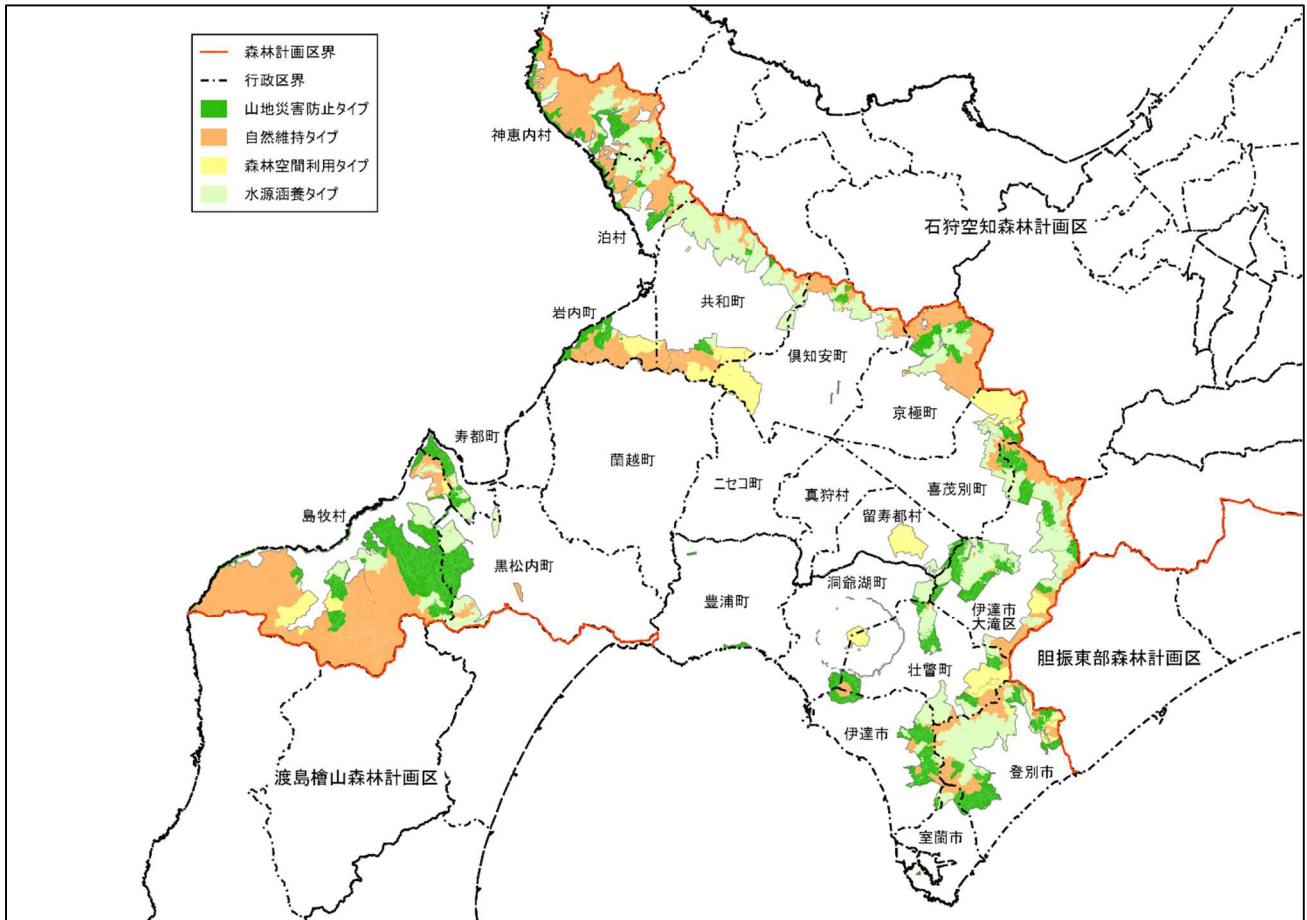 森林計画区界
行政区界
山地災害防止タイプ
自然維持タイプ
森林空間利用タイプ
水源涵養タイプ
神恵内村
石狩空知森林計画区
泊村
共和町
岩内町
倶知安町
京極町
寿都町
蘭越町
ニセコ町
真狩村
喜茂別町
島牧村
留寿都村
黒松内町
洞爺湖町
豊浦町
伊達市
大滝区
胆振東部森林計画区
壮瞥町
伊達市
登別市
渡島檜山森林計画区
室蘭市